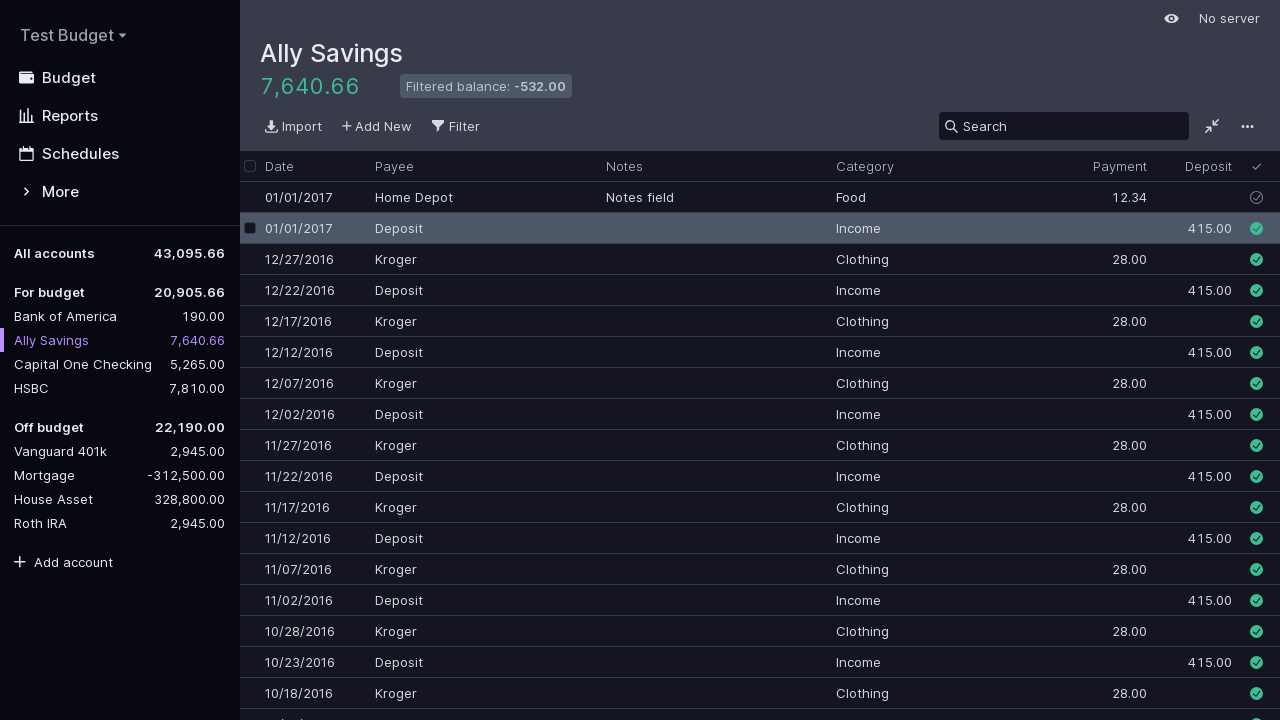 Test Budget
Budget
Reports
Schedules
More
All accounts 43,095.66
For budget 20,905.66
Bank of America 190.00
Ally Savings 7,640.66
Capital One Checking 5,265.00
HSBC 7,810.00
Off budget 22,190.00
Vanguard 401k 2,945.00
Mortgage -312,500.00
House Asset 328,800.00
Roth IRA 2,945.00
Add account
No server
Ally Savings
7,640.66 Filtered balance: -532.00
Import Add New Filter Search
Date Payee Notes Category Payment Deposit
01/01/2017 Home Depot Notes field Food 12.34
01/01/2017 Deposit Income 415.00
12/27/2016 Kroger Clothing 28.00
12/22/2016 Deposit Income 415.00
12/17/2016 Kroger Clothing 28.00
12/12/2016 Deposit Income 415.00
12/07/2016 Kroger Clothing 28.00
12/02/2016 Deposit Income 415.00
11/27/2016 Kroger Clothing 28.00
11/22/2016 Deposit Income 415.00
11/17/2016 Kroger Clothing 28.00
11/12/2016 Deposit Income 415.00
11/07/2016 Kroger Clothing 28.00
11/02/2016 Deposit Income 415.00
10/28/2016 Kroger Clothing 28.00
10/23/2016 Deposit Income 415.00
10/18/2016 Kroger Clothing 28.00